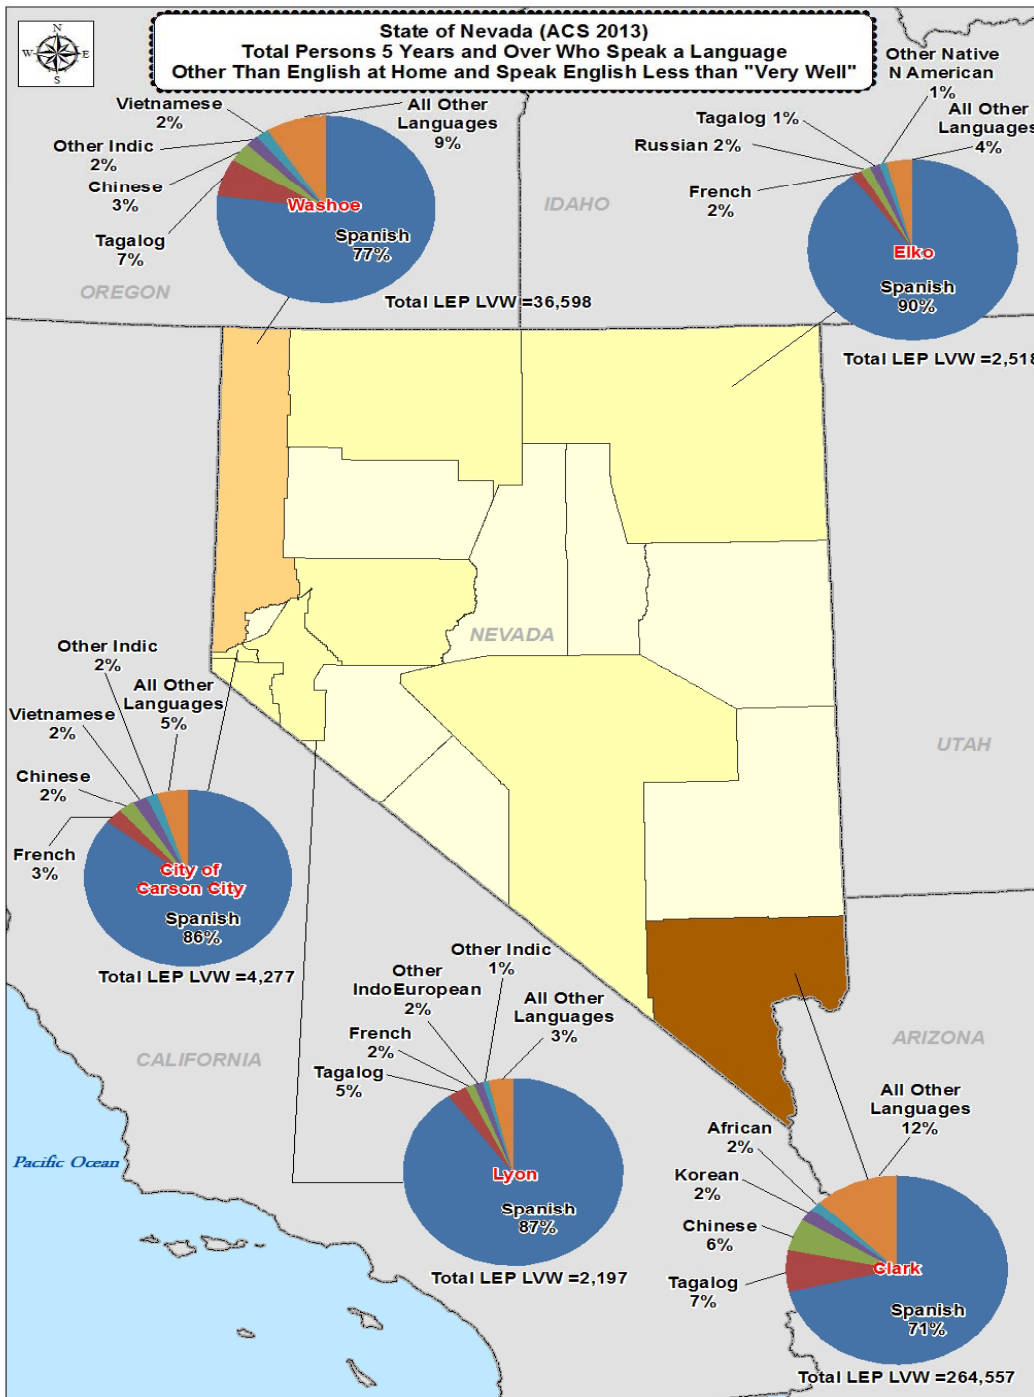 State of Nevada (ACS 2013)
Total Persons 5 Years and Over Who Speak a Language
Other Than English at Home and Speak English Less than "Very Well"
N
W
E
S
Vietnamese
2%
All Other
Languages
9%
Other Indic
2%
Chinese
3%
Tagalog
7%
Washoe
Spanish
77%
Total LEP LVW =36,598
Other Native
N American
1%
Tagalog 1%
All Other
Languages
4%
Russian 2%
French
2%
Elko
Spanish
90%
Total LEP LVW =2,518
OREGON
IDAHO
NEVADA
UTAH
Other Indic
2%
All Other
Languages
5%
Vietnamese
2%
Chinese
2%
French
3%
City of
Carson City
Spanish
86%
Total LEP LVW =4,277
CALIFORNIA
ARIZONA
Pacific Ocean
Other Indic
1%
Other
IndoEuropean
2%
All Other
Languages
3%
French
2%
Tagalog
5%
Lyon
Spanish
87%
Total LEP LVW =2,197
All Other
Languages
12%
African
2%
Korean
2%
Chinese
6%
Tagalog
7%
Clark
Spanish
71%
Total LEP LVW =264,557